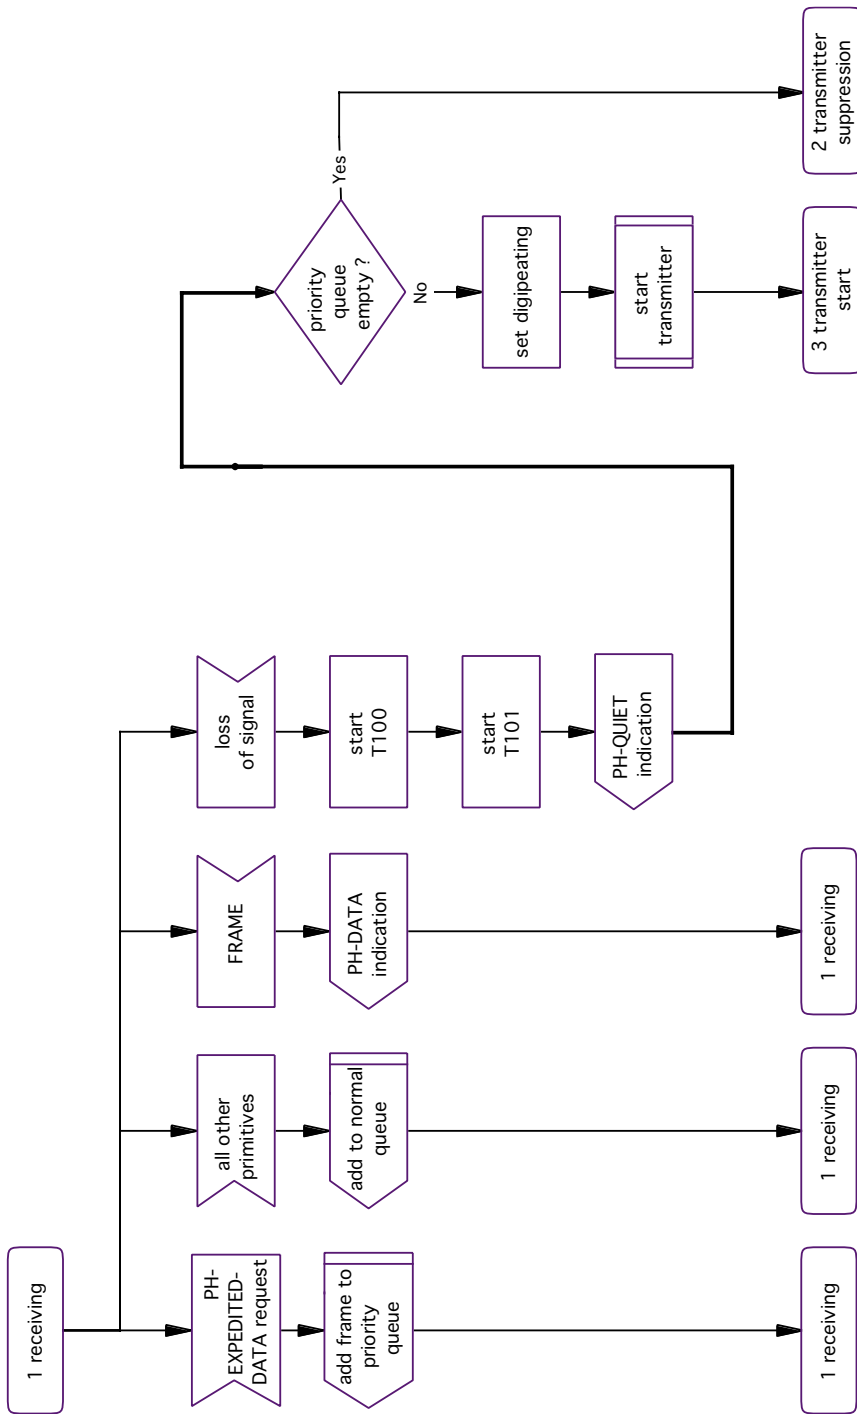 1 receiving
PH-
EXPEDITED-
DATA request
add frame to
priority
queue
1 receiving
all other
primitives
add to normal
queue
1 receiving
FRAME
PH-DATA
indication
1 receiving
loss
of signal
start
T100
start
T101
PH-QUIET
indication
priority
queue
empty ?
No
set digipeating
start
transmitter
3 transmitter
start
Yes
2 transmitter
suppression